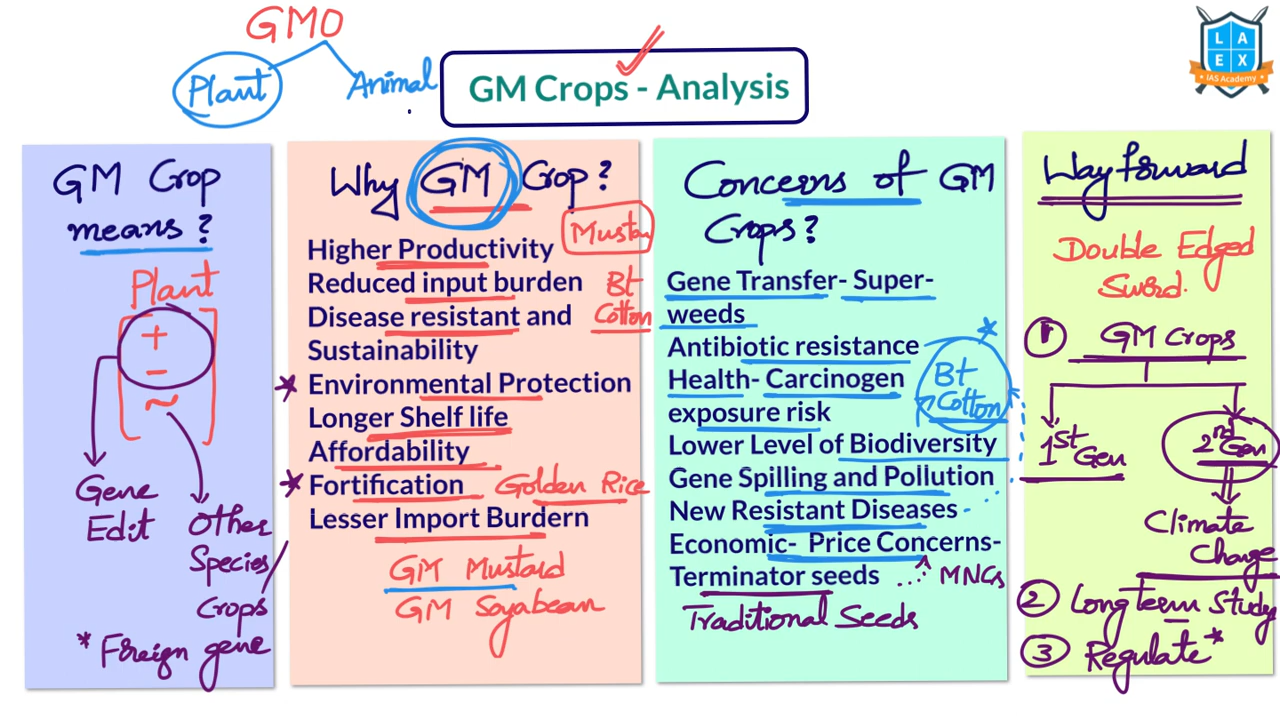 GMO
Plant
Animal
GM Crops - Analysis
L A
E X
IAS Academy
GM Crop
means?
Plant
+
-
~
Gene
Edit
Other
Species
Crops
* Foreign gene
Why GM Crop?
Mustar
Higher Productivity
Reduced input burden
Bt
Cotton
Disease resistant and
Sustainability
Environmental Protection
Longer Shelf life
Affordability
Fortification
Golden Rice
Lesser Import Burdern
GM Mustard
GM Soyabean
Concerns of GM
Crops?
Gene Transfer- Super-
weeds
Antibiotic resistance
Health- Carcinogen
exposure risk
Bt
Cotton
Lower Level of Biodiversity
Gene Spilling and Pollution
New Resistant Diseases
Economic- Price Concerns-
Terminator seeds
... MNCs
Traditional Seeds
Way forward
Double Edged
Sword.
1 GM Crops
1st Gen
2nd Gen
Climate
Change
2 Long term Study
3 Regulate*